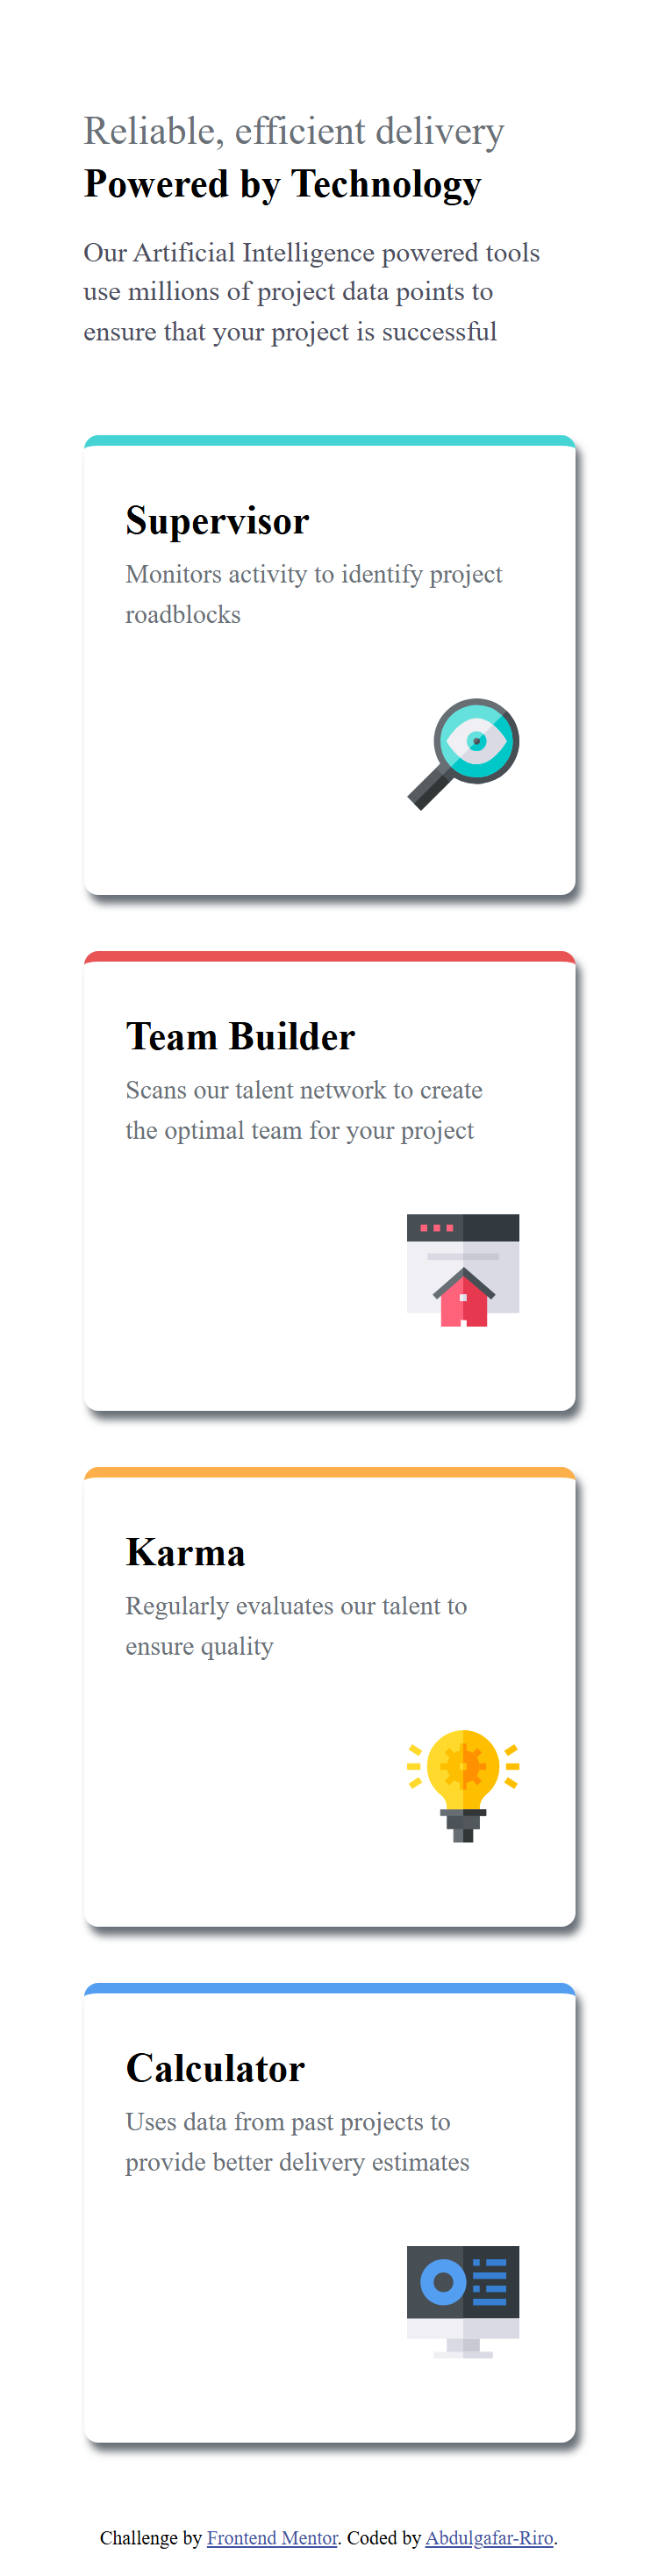 Reliable, efficient delivery
Powered by Technology
Our Artificial Intelligence powered tools
use millions of project data points to
ensure that your project is successful
Supervisor
Monitors activity to identify project
roadblocks
Team Builder
Scans our talent network to create
the optimal team for your project
Karma
Regularly evaluates our talent to
ensure quality
Calculator
Uses data from past projects to
provide better delivery estimates
Challenge by Frontend Mentor. Coded by Abdulgafar-Riro.